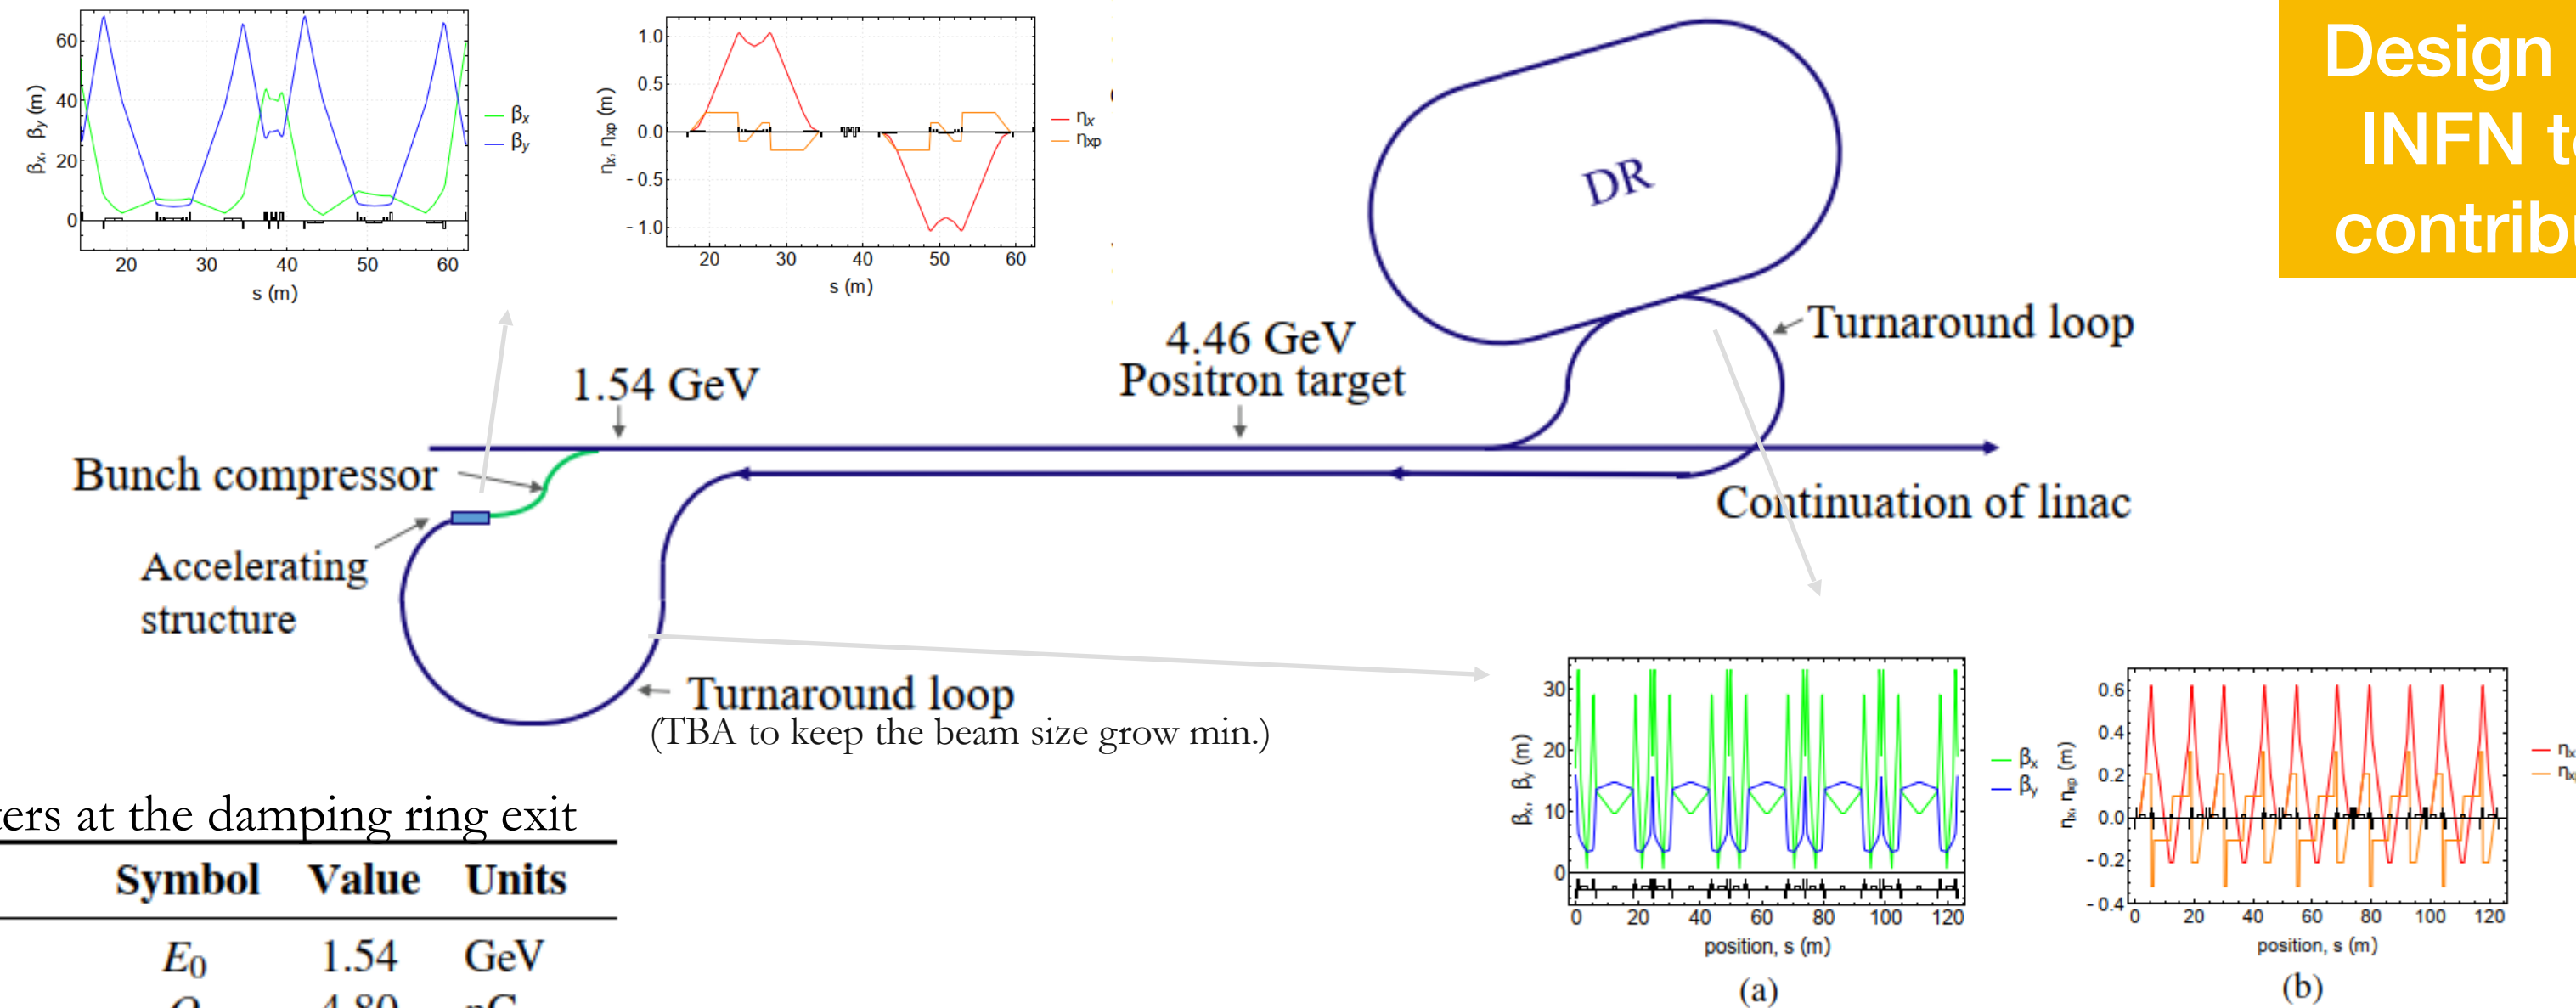 60
40
20
0
20 30 40 50 60
βx, βy (m)
s (m)
βx
βy
1.0
0.5
0.0
- 0.5
- 1.0
20 30 40 50 60
ηx, ηxp (m)
s (m)
ηx
ηxp
Design
INFN
contrib
DR
Turnaround loop
4.46 GeV
Positron target
1.54 GeV
Bunch compressor
Continuation of linac
Accelerating
structure
Turnaround loop
(TBA to keep the beam size grow min.)
at the damping ring exit
Symbol Value Units
E0 1.54 GeV
4.80
30
20
10
0
0 20 40 60 80 100 120
βx, βy (m)
position, s (m)
βx
βy
(a)
0.6
0.4
0.2
0.0
- 0.2
- 0.4
0 20 40 60 80 100 120
ηx, ηxp (m)
position, s (m)
ηx
(b)